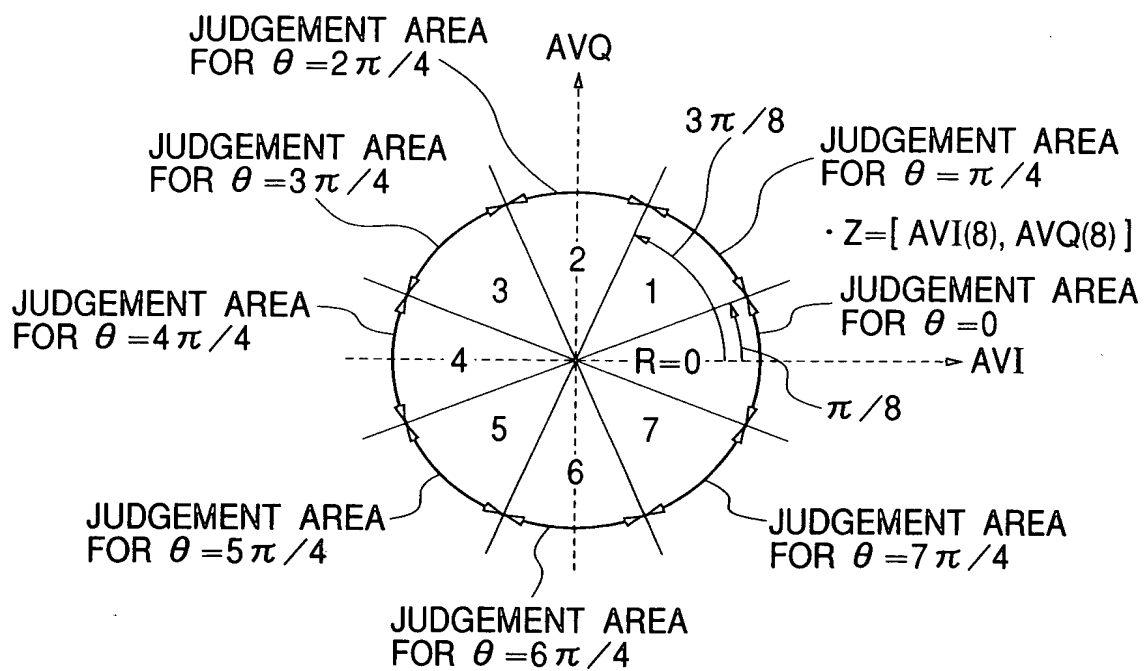 JUDGEMENT AREA
FOR θ =2π/4
AVQ
3π/8
JUDGEMENT AREA
FOR θ =3π/4
JUDGEMENT AREA
FOR θ = π/4
· Z=[ AVI(8), AVQ(8) ]
2
3
1
JUDGEMENT AREA
FOR θ =0
JUDGEMENT AREA
FOR θ =4π/4
4
R=0
AVI
π/8
5
7
6
JUDGEMENT AREA
FOR θ =5π/4
JUDGEMENT AREA
FOR θ =7π/4
JUDGEMENT AREA
FOR θ =6π/4